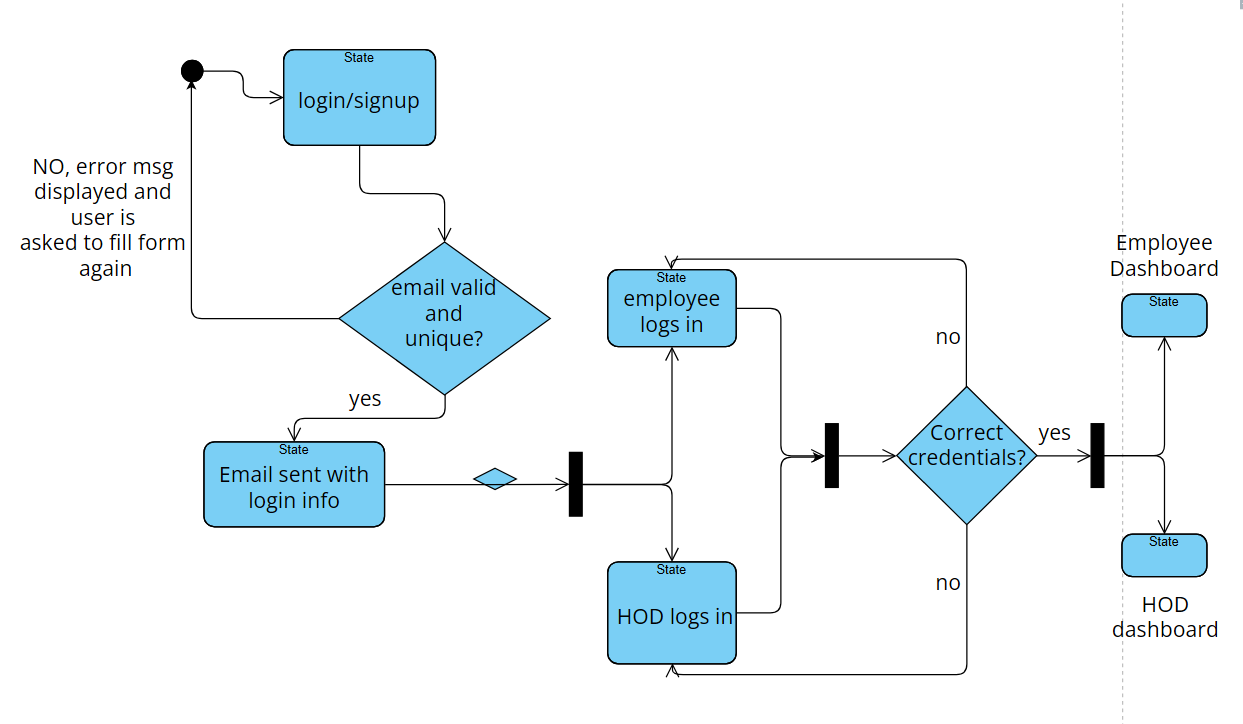 State
login/signup
NO, error msg
displayed and
user is
asked to fill form
again
email valid
and
unique?
yes
State
Email sent with
login info
State
employee
logs in
State
HOD logs in
no
Correct
credentials?
yes
no
Employee
Dashboard
State
State
HOD
dashboard